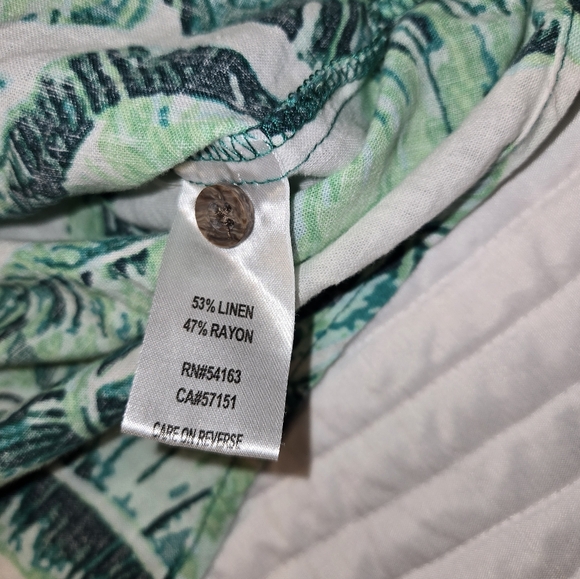 53% LINEN
47% RAYON
RN#54163
CA#57151
CARE ON REVERSE